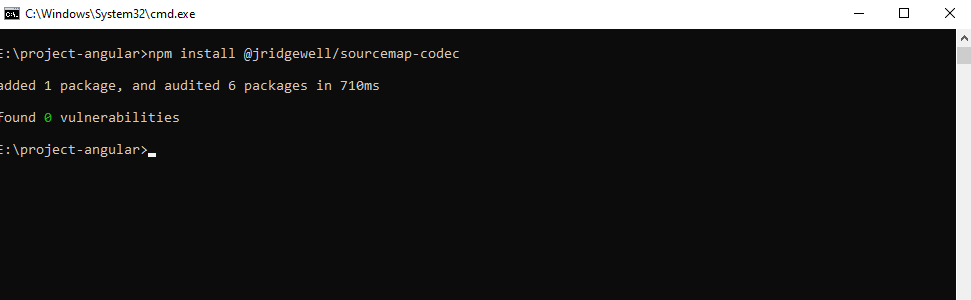 C:\Windows\System32\cmd.exe
E:\project-angular>npm install @jridgewell/sourcemap-codec
added 1 package, and audited 6 packages in 710ms
found 0 vulnerabilities
E:\project-angular>